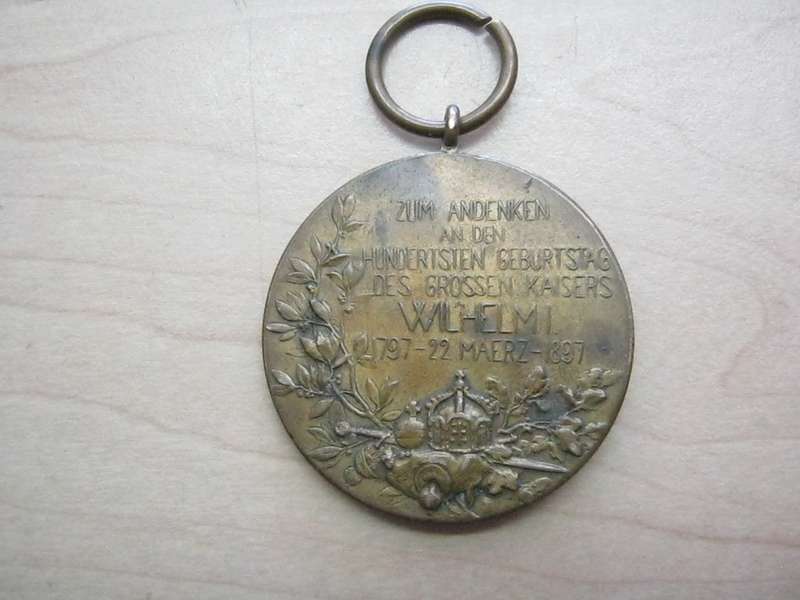 ZUM ANDENKEN
AN DEN
HUNDERTSTEN GEBURTSTAG
DES GROSSEN KAISERS
WILHELM I.
1797-22 MAERZ-1897